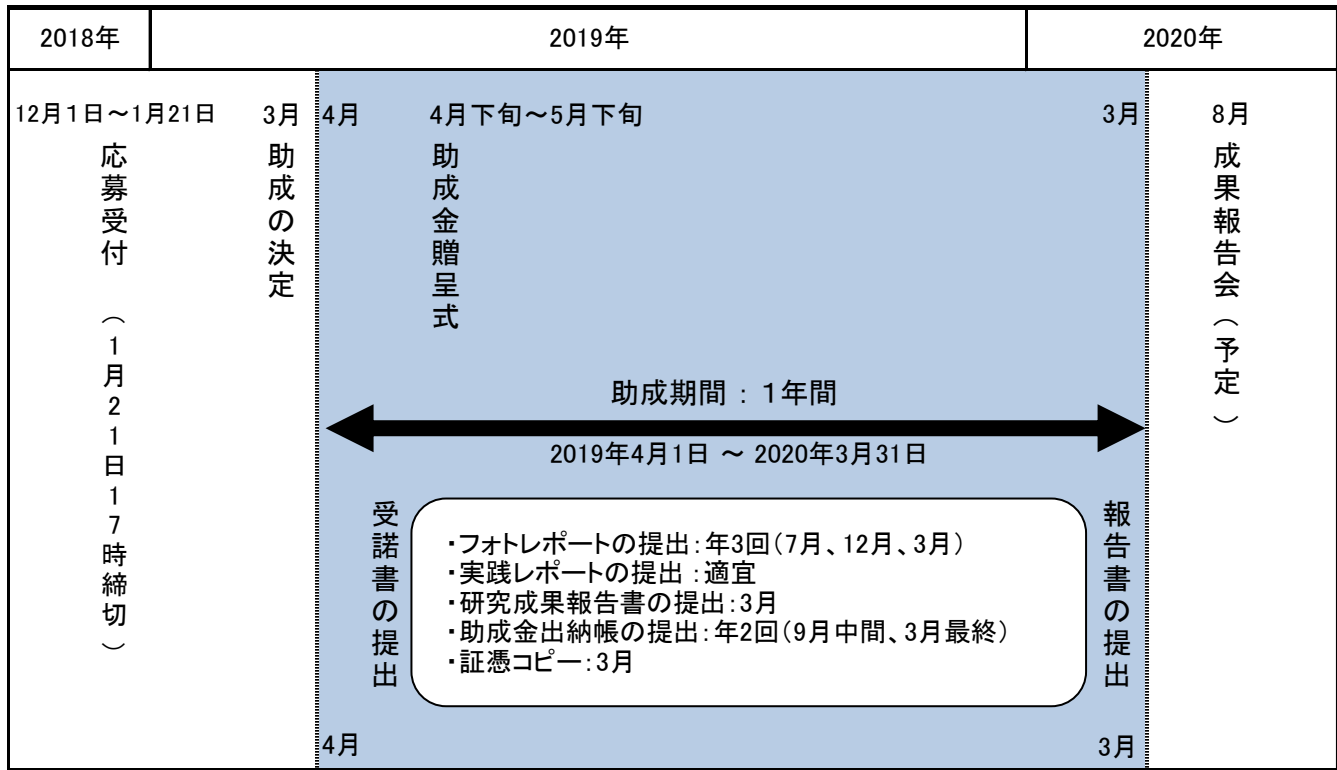 2018年
2019年
2020年
12月1日～1月21日
応募受付 （1月21日17時締切）
3月
助成の決定
4月
4月下旬～5月下旬
助成金贈呈式
3月
8月
成果報告会（予定）
助成期間 ： １年間
2019年4月1日 ～ 2020年3月31日
受諾書の提出
・フォトレポートの提出：年3回（7月、12月、3月）
・実践レポートの提出 ：適宜
・研究成果報告書の提出：3月
・助成金出納帳の提出：年2回（9月中間、3月最終）
・証憑コピー：3月
報告書の提出
4月
3月